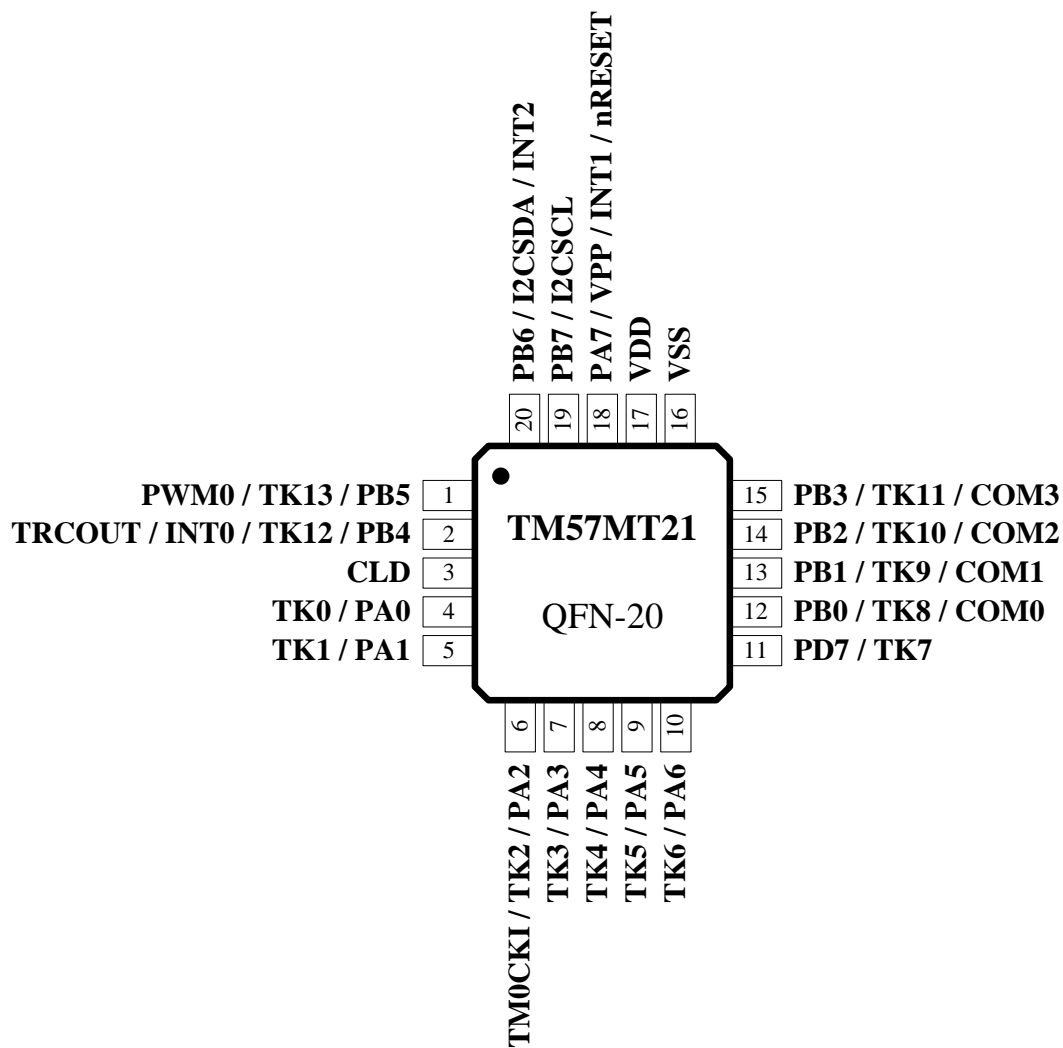 PB6 / I2CSDA / INT2
PB7 / I2CSCL
PA7 / VPP / INT1 / nRESET
VDD
VSS
20
19
18
17
16
PWM0 / TK13 / PB5
1
TRCOUT / INT0 / TK12 / PB4
2
CLD
3
TK0 / PA0
4
TK1 / PA1
5
TM57MT21
QFN-20
15
PB3 / TK11 / COM3
14
PB2 / TK10 / COM2
13
PB1 / TK9 / COM1
12
PB0 / TK8 / COM0
11
PD7 / TK7
6
7
8
9
10
TM0CKI / TK2 / PA2
TK3 / PA3
TK4 / PA4
TK5 / PA5
TK6 / PA6